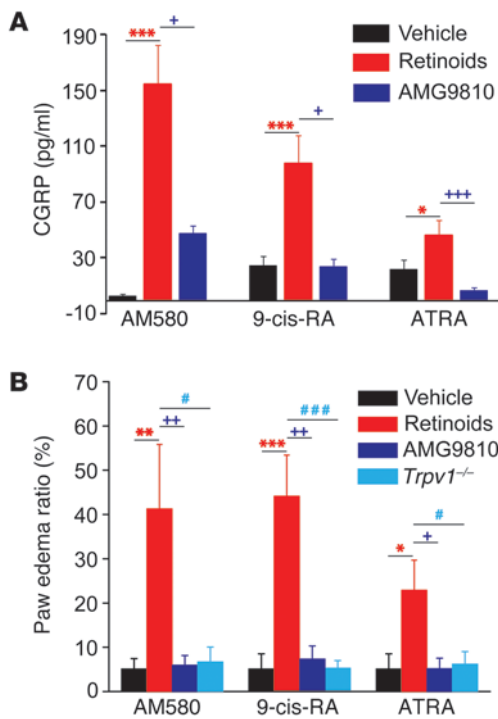 A
CGRP (pg/ml)
190
150
110
70
30
-10
***
+
***
+
*
+++
Vehicle
Retinoids
AMG9810
AM580
9-cis-RA
ATRA
B
Paw edema ratio (%)
70
60
50
40
30
20
10
0
#
**
++
###
***
++
#
*
+
Vehicle
Retinoids
AMG9810
Trpv1–/–
AM580
9-cis-RA
ATRA